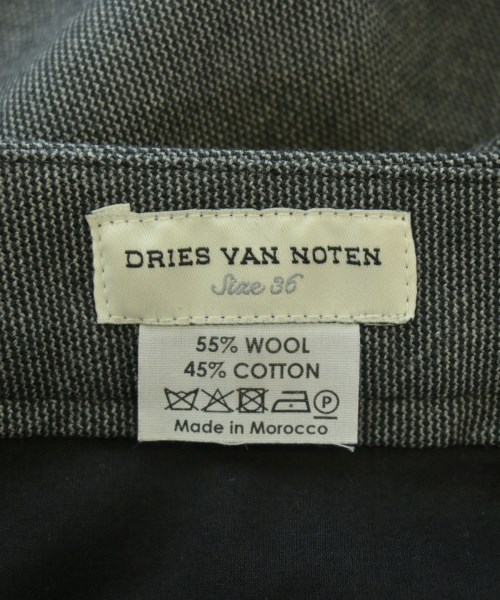 DRIES VAN NOTEN
Size 36
55% WOOL
45% COTTON
P
Made in Morocco